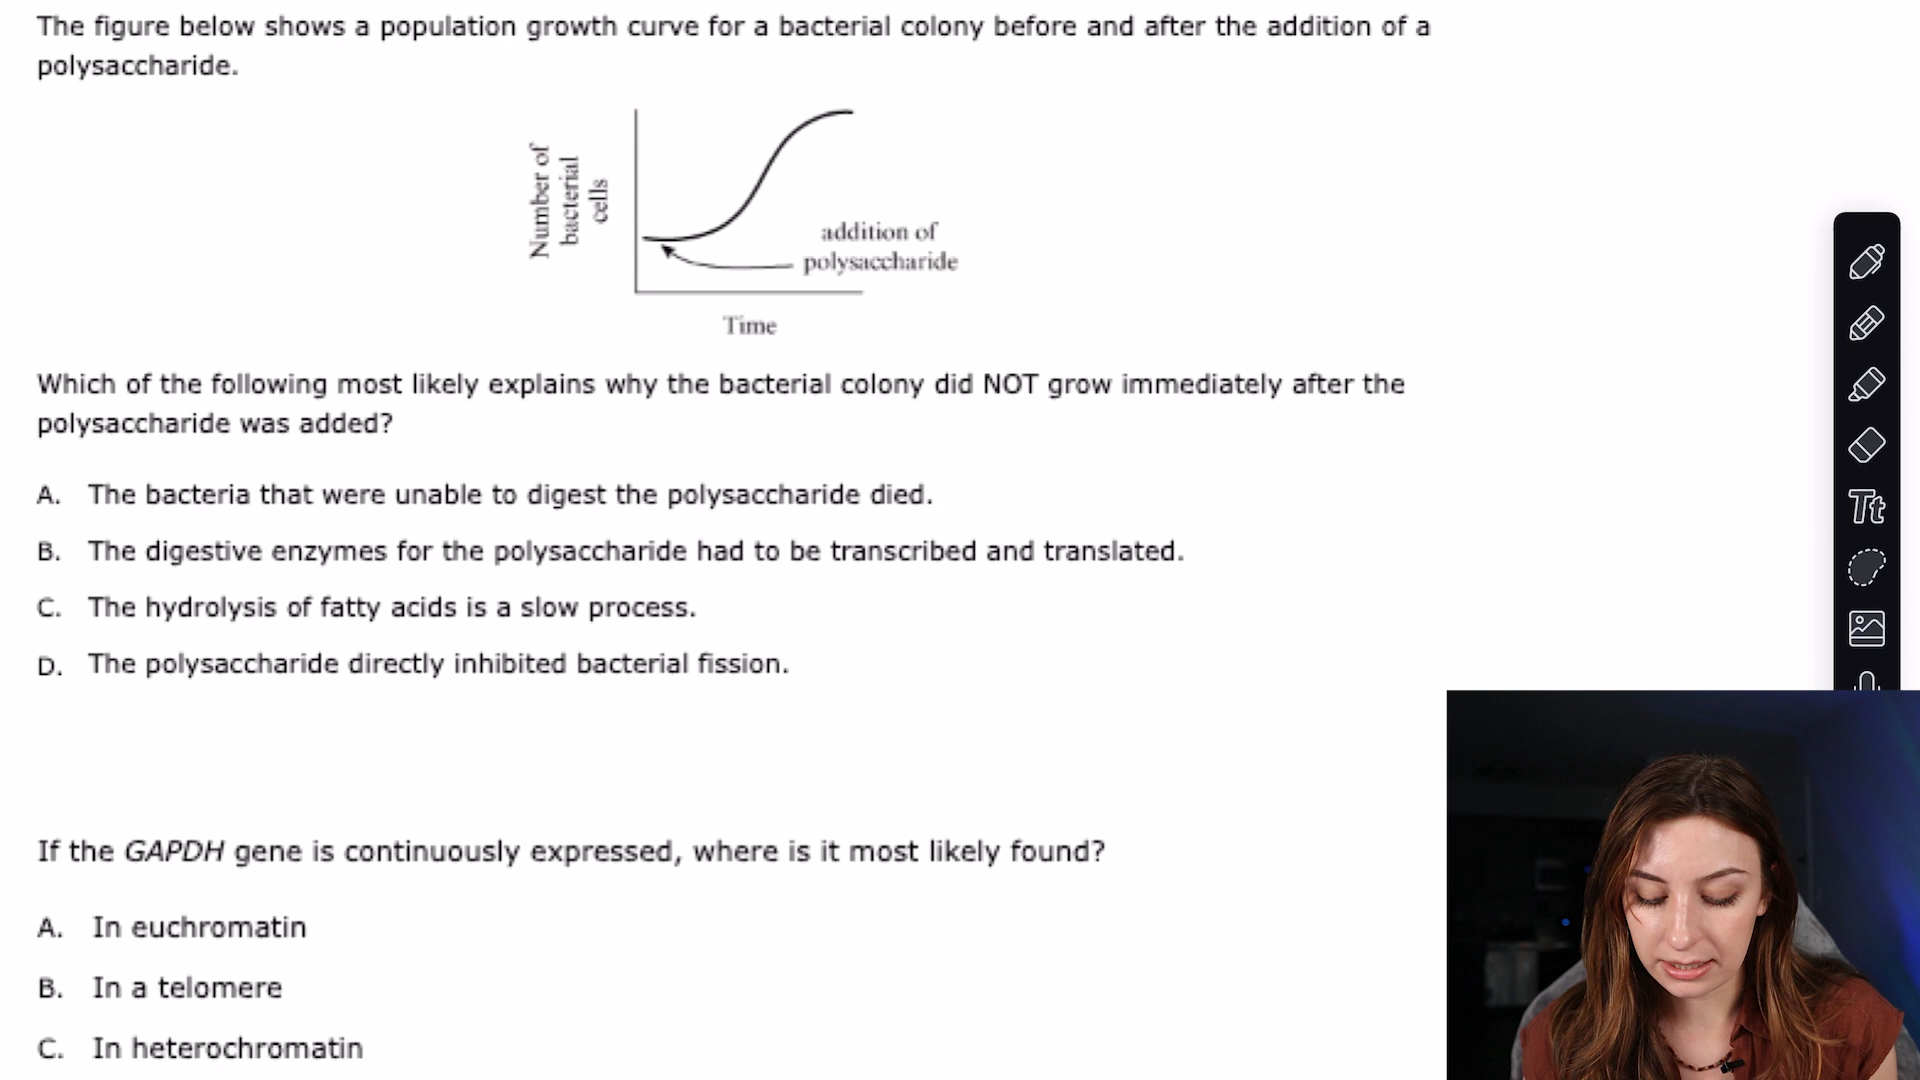 The figure below shows a population growth curve for a bacterial colony before and after the addition of a
polysaccharide.
Number of
bacterial
cells
addition of
polysaccharide
Time
Which of the following most likely explains why the bacterial colony did NOT grow immediately after the
polysaccharide was added?
A. The bacteria that were unable to digest the polysaccharide died.
B. The digestive enzymes for the polysaccharide had to be transcribed and translated.
C. The hydrolysis of fatty acids is a slow process.
D. The polysaccharide directly inhibited bacterial fission.
If the GAPDH gene is continuously expressed, where is it most likely found?
A. In euchromatin
B. In a telomere
C. In heterochromatin
Tt